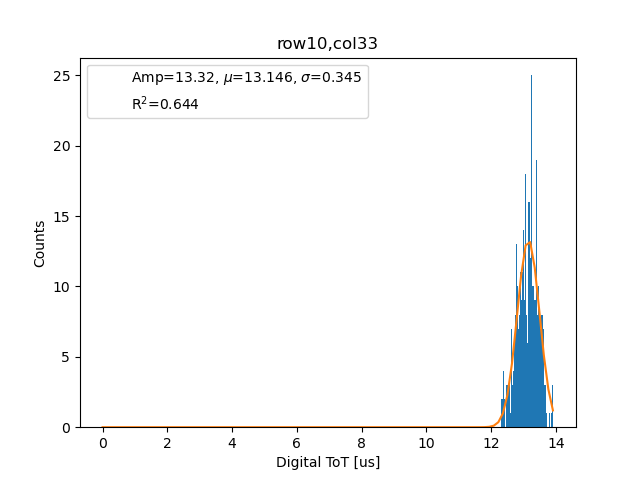 row10,col33
Amp=13.32, μ=13.146, σ=0.345
R²=0.644
25
20
15
10
5
0
Counts
0 2 4 6 8 10 12 14
Digital ToT [us]